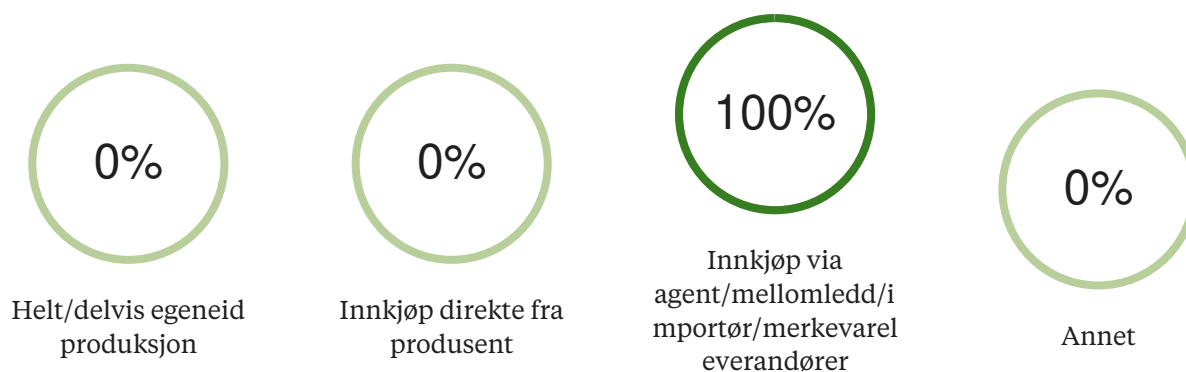 0%
Helt/delvis egeneid
produksjon
0%
Innkjøp direkte fra
produsent
100%
Innkjøp via
agent/mellomledd/i
mportør/merkevarel
everandører
0%
Annet